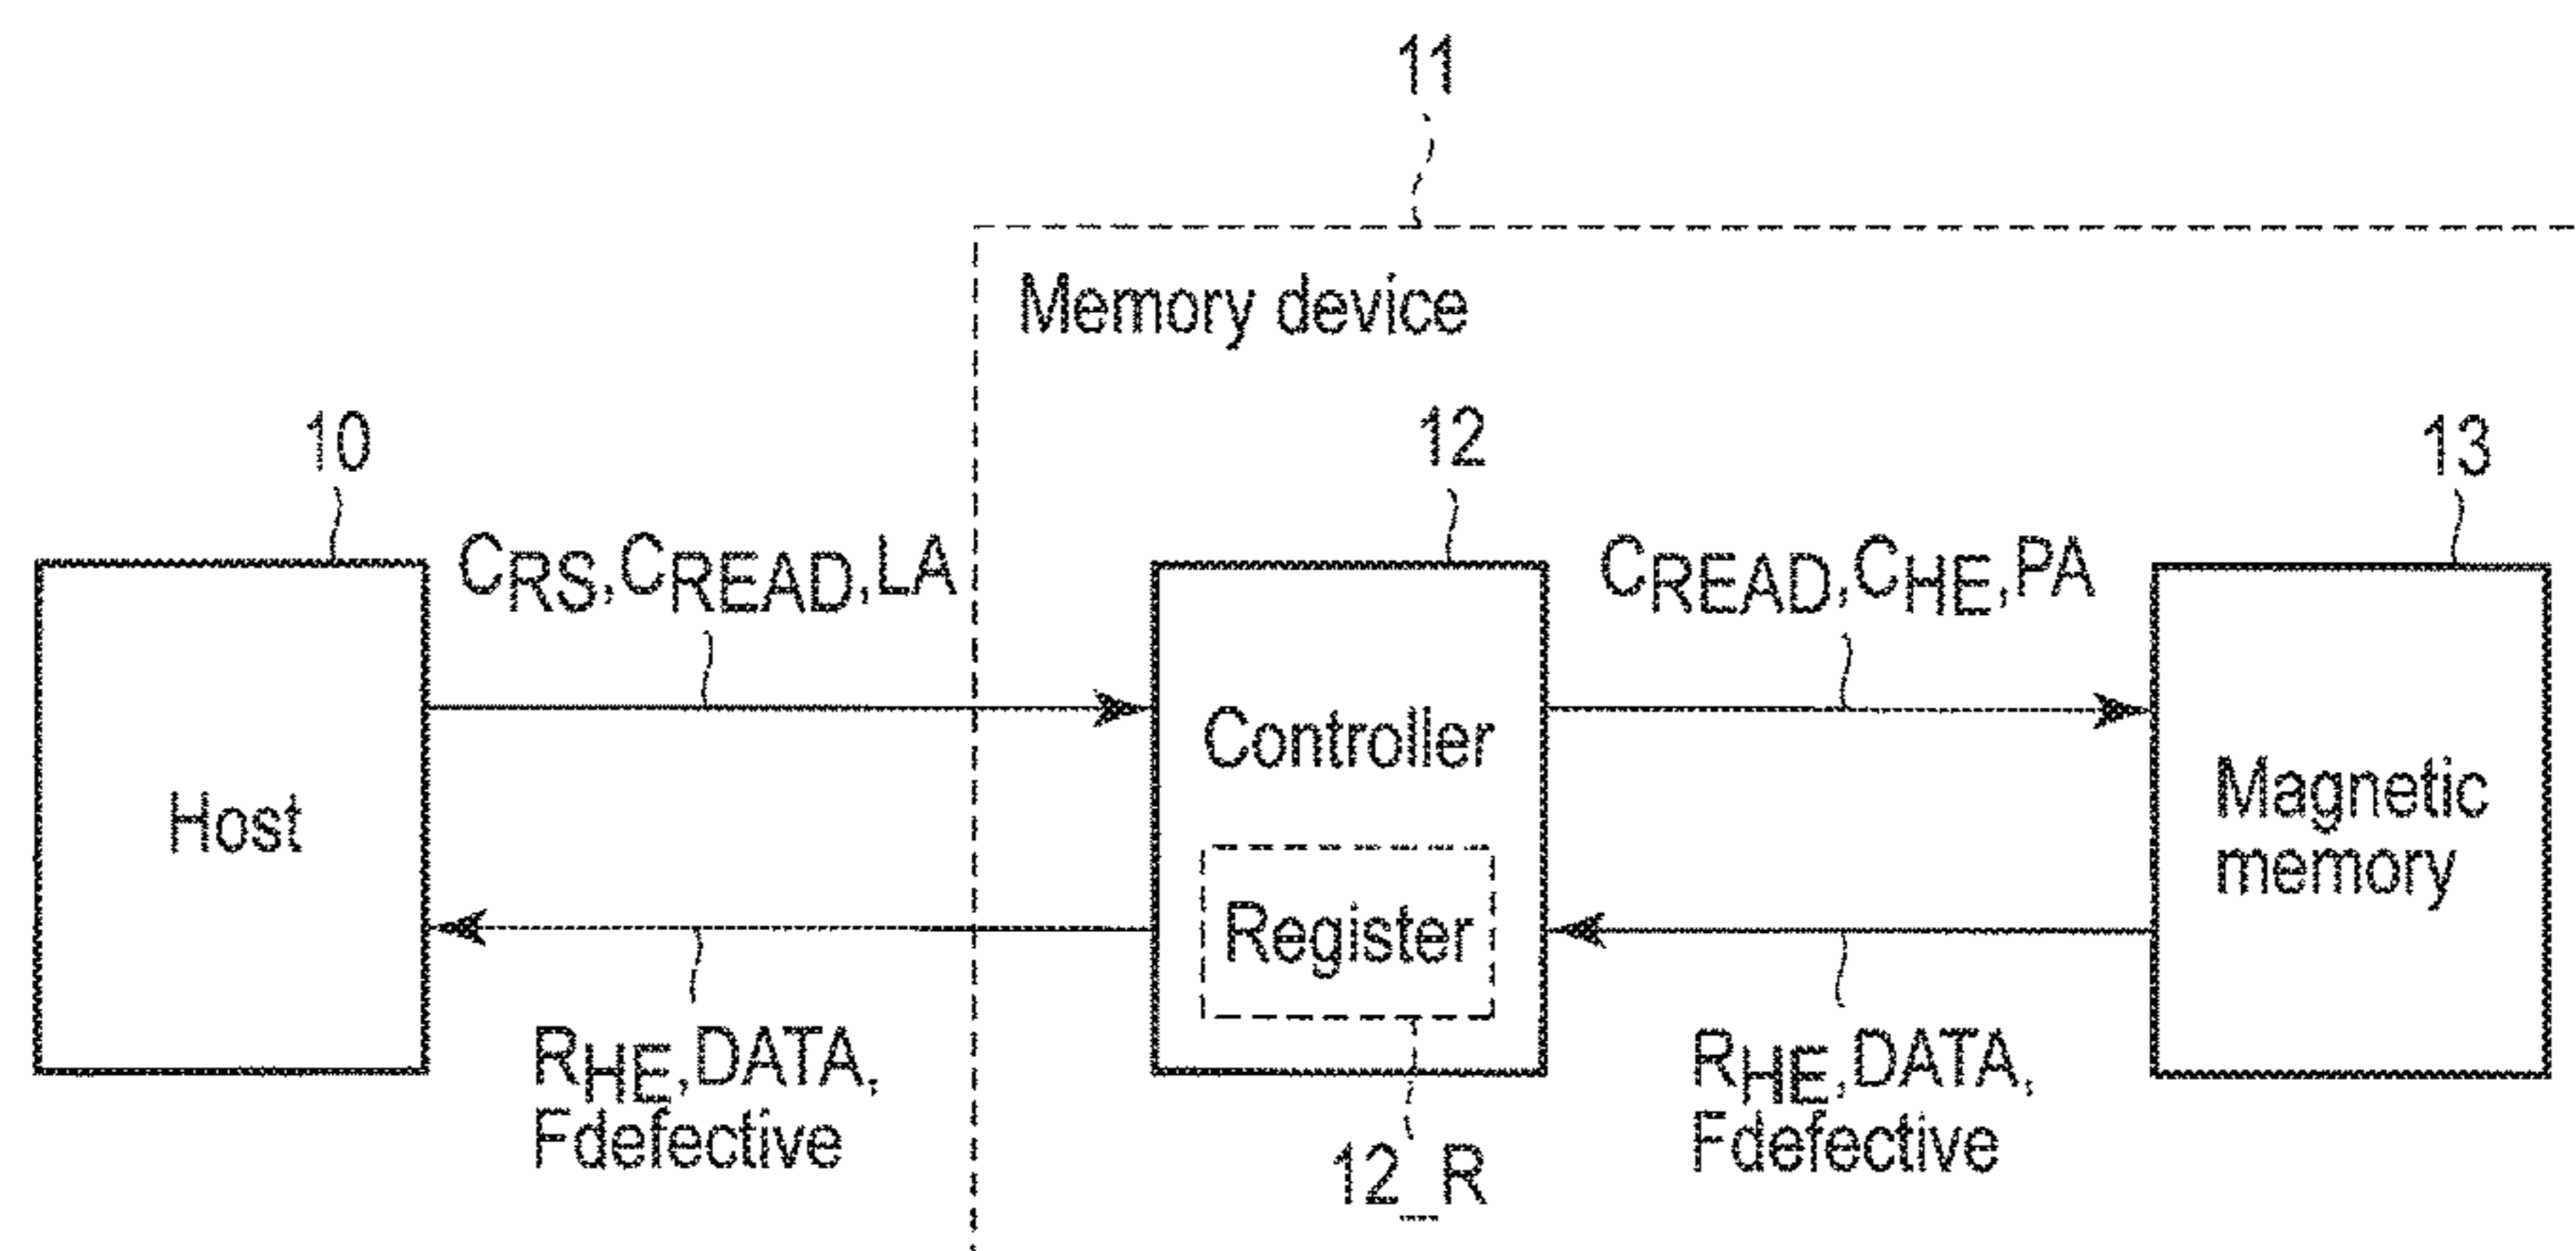 11
Memory device
10
12
13
CRS,CREAD,LA
CREAD,CHE,PA
Host
Controller
Magnetic
memory
Register
RHE,DATA,
Fdefective
RHE,DATA,
Fdefective
12_R